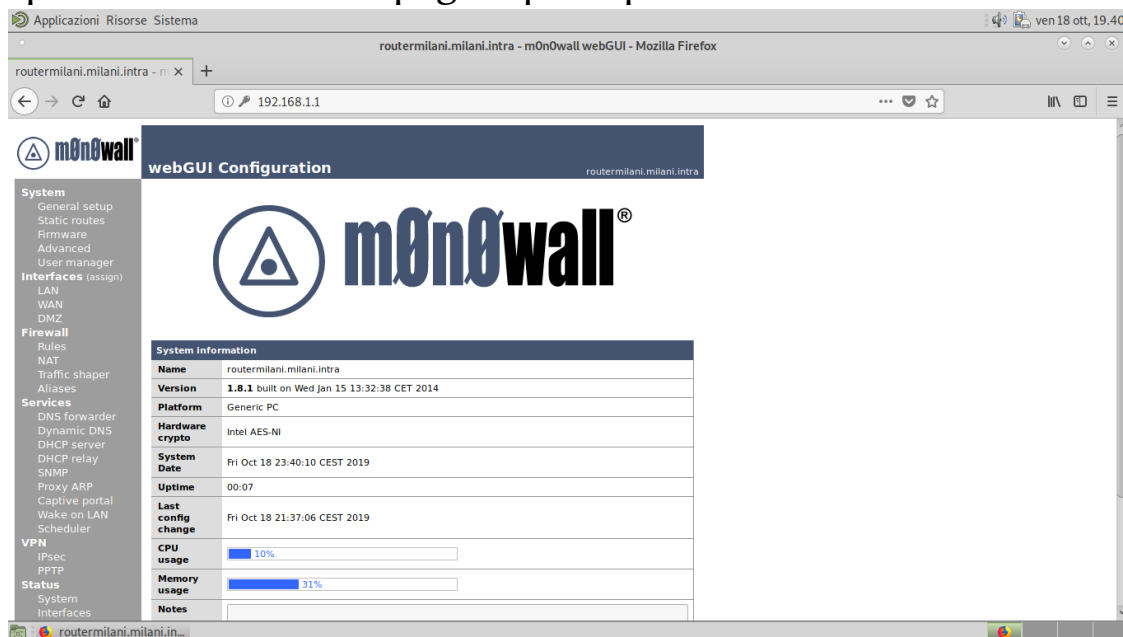 Applicazioni Risorse Sistema
ven 18 ott, 19.40
routermilani.milani.intra - m0n0wall webGUI - Mozilla Firefox
routermilani.milani.intra - m
192.168.1.1
m0n0wall®
webGUI Configuration
routermilani.milani.intra
System
General setup
Static routes
Firmware
Advanced
User manager
Interfaces (assign)
LAN
WAN
DMZ
Firewall
Rules
NAT
Traffic shaper
Aliases
Services
DNS forwarder
Dynamic DNS
DHCP server
DHCP relay
SNMP
Proxy ARP
Captive portal
Wake on LAN
Scheduler
VPN
IPsec
PPTP
Status
System
Interfaces
m0n0wall®
System information
Name routermilani.milani.intra
Version 1.8.1 built on Wed Jan 15 13:32:38 CET 2014
Platform Generic PC
Hardware crypto Intel AES-NI
System Date Fri Oct 18 23:40:10 CEST 2019
Uptime 00:07
Last config change Fri Oct 18 21:37:06 CEST 2019
CPU usage 10%
Memory usage 31%
Notes
routermilani.milani.in...